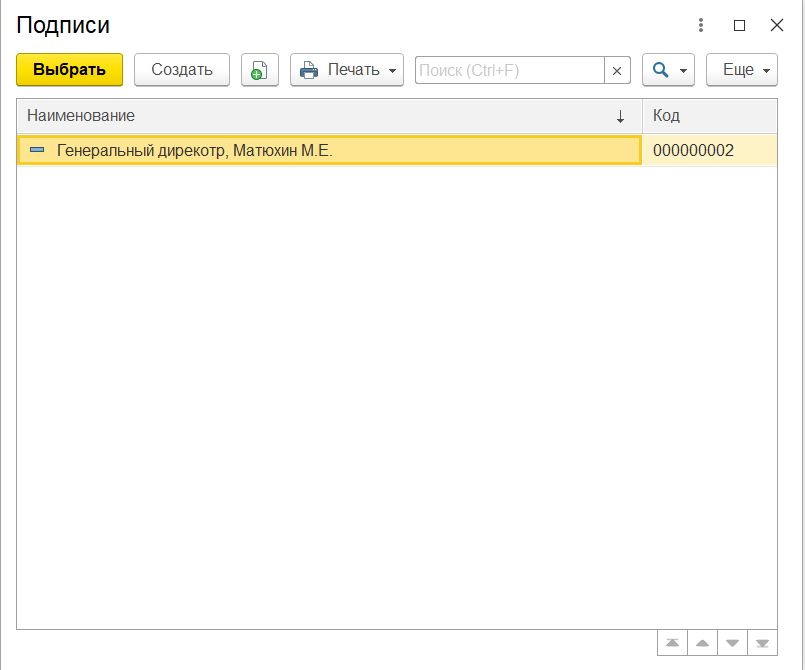 Подписи
Выбрать Создать Печать Поиск (Ctrl+F) Еще
Наименование Код
Генеральный дирекотр, Матюхин М.Е. 000000002